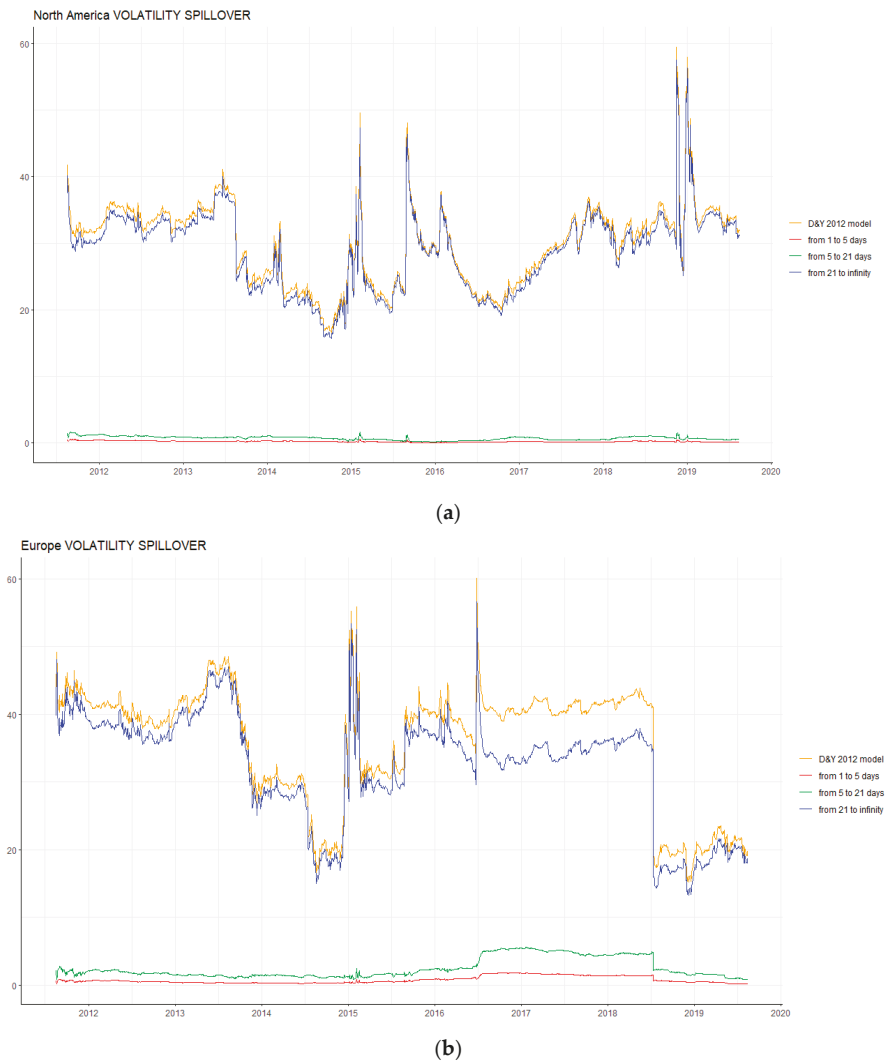 North America VOLATILITY SPILLOVER
60
40
20
0
2012 2013 2014 2015 2016 2017 2018 2019 2020
D&Y 2012 model
from 1 to 5 days
from 5 to 21 days
from 21 to infinity
(a)
Europe VOLATILITY SPILLOVER
60
40
20
0
2012 2013 2014 2015 2016 2017 2018 2019 2020
D&Y 2012 model
from 1 to 5 days
from 5 to 21 days
from 21 to infinity
(b)